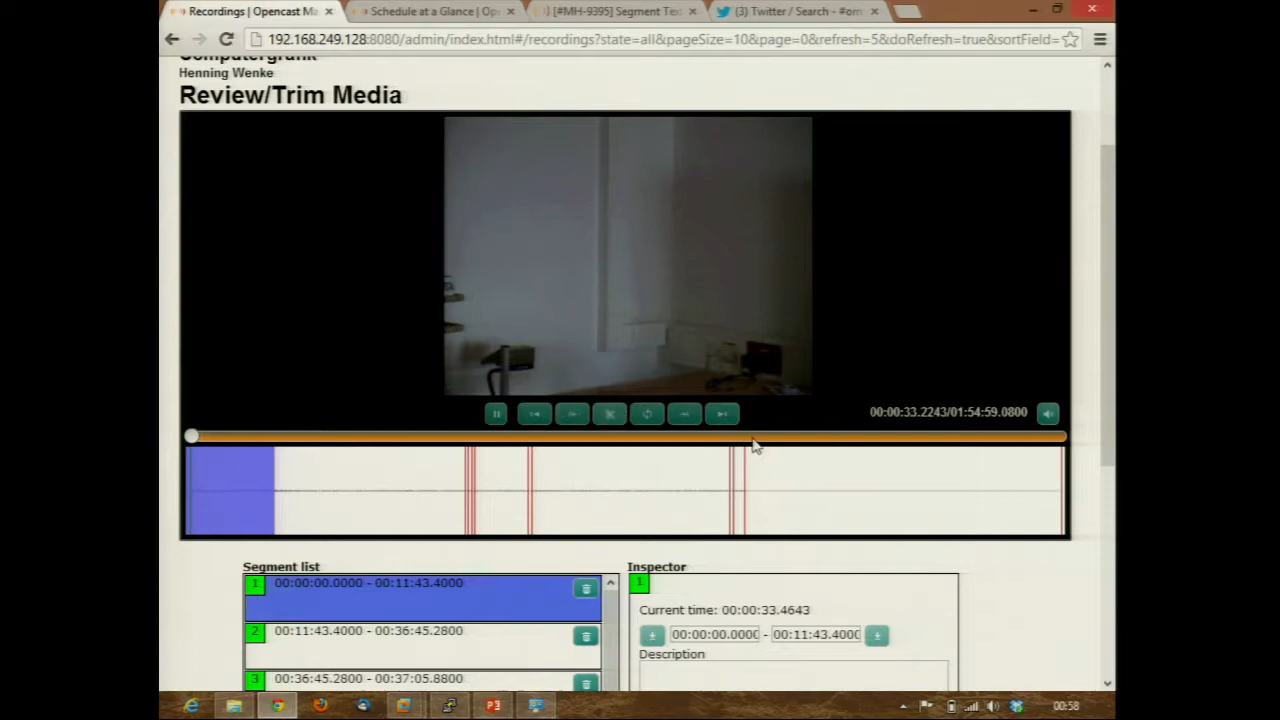 Recordings | Opencast Ma
Schedule at a Glance | Op
[#MH-9395] Segment Tex
(3) Twitter / Search - #om
192.168.249.128:8080/admin/index.html#/recordings?state=all&pageSize=10&page=0&refresh=5&doRefresh=true&sortField=
Computergrafik
Henning Wenke
Review/Trim Media
00:00:33.2243/01:54:59.0800
Segment list
Inspector
1 00:00:00.0000 - 00:11:43.4000
1
Current time: 00:00:33.4643
2 00:11:43.4000 - 00:36:45.2800
00:00:00.0000 - 00:11:43.4000
Description
3 00:36:45.2800 - 00:37:05.8800
00:58